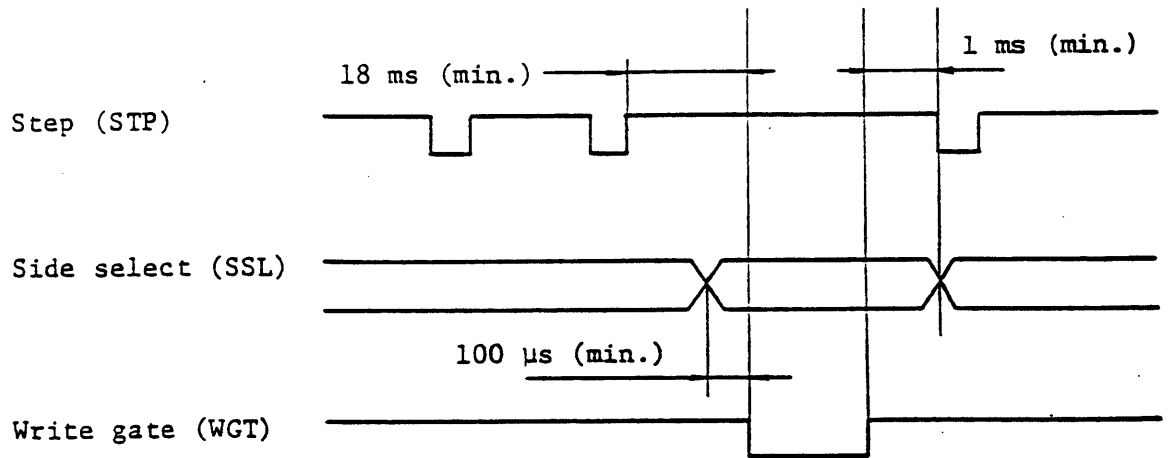 1 ms (min.)
18 ms (min.)
Step (STP)
Side select (SSL)
100 µs (min.)
Write gate (WGT)